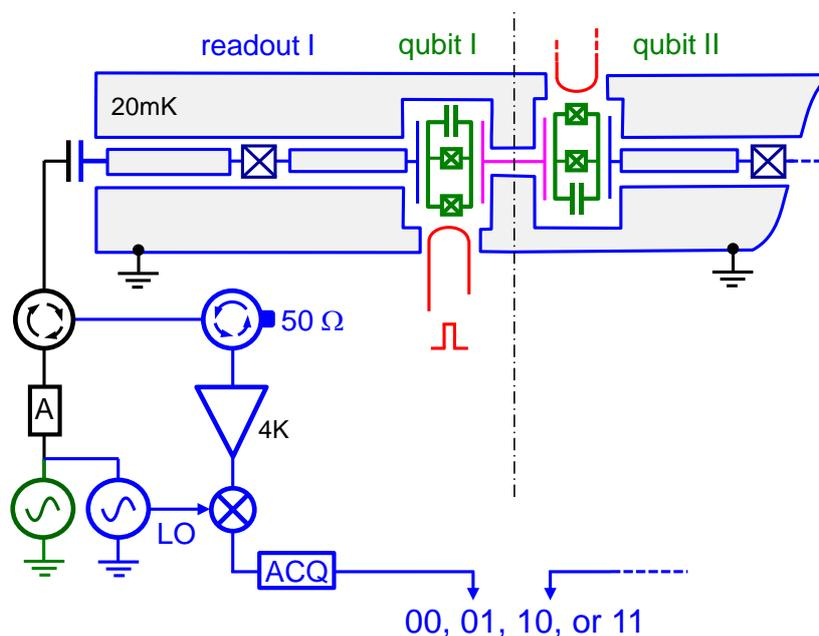 readout I
qubit I
qubit II
20mK
50 Ω
A
4K
LO
ACQ
00, 01, 10, or 11